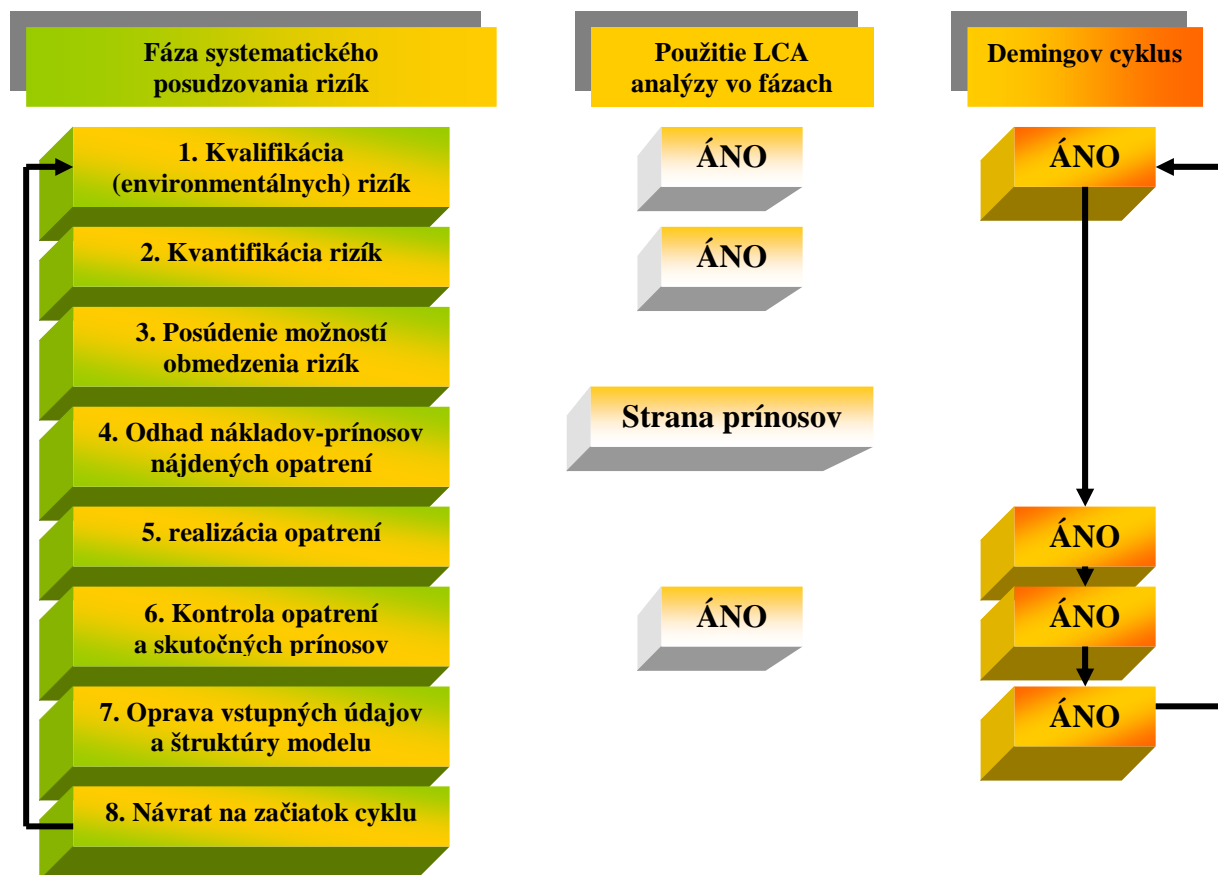 Fáza systematického
posudzovania rizík
Použitie LCA
analýzy vo fázach
Demingov cyklus
1. Kvalifikácia
(environmentálnych) rizík
ÁNO
ÁNO
2. Kvantifikácia rizík
ÁNO
3. Posúdenie možností
obmedzenia rizík
4. Odhad nákladov-prínosov
nájdených opatrení
Strana prínosov
5. realizácia opatrení
ÁNO
6. Kontrola opatrení
a skutočných prínosov
ÁNO
ÁNO
7. Oprava vstupných údajov
a štruktúry modelu
ÁNO
8. Návrat na začiatok cyklu